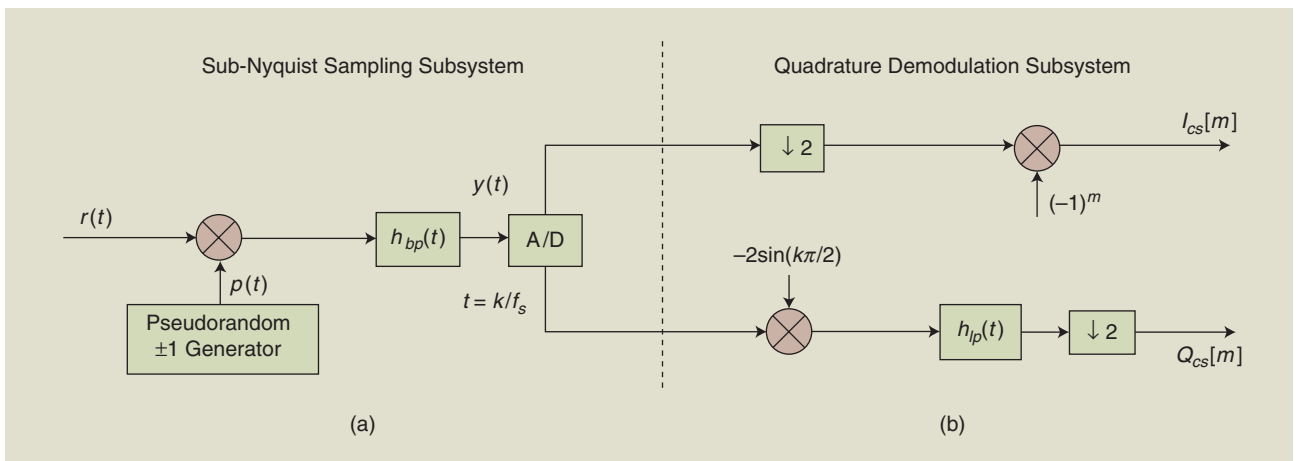 Sub-Nyquist Sampling Subsystem
Quadrature Demodulation Subsystem
I_cs[m]
↓ 2
(–1)^m
y(t)
r(t)
h_bp(t)
A/D
–2sin(kπ/2)
p(t)
t = k/f_s
Pseudorandom
±1 Generator
h_lp(t)
↓ 2
Q_cs[m]
(a)
(b)